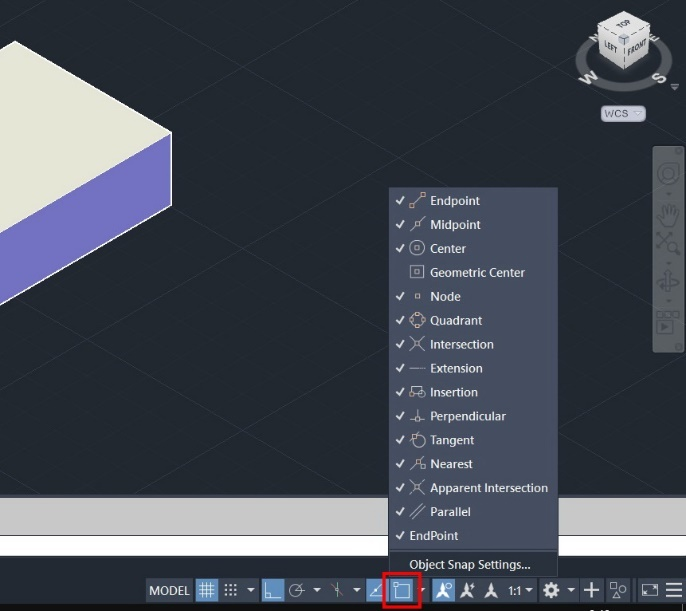 TOP
LEFT FRONT
W
S
WCS
Endpoint
Midpoint
Center
Geometric Center
Node
Quadrant
Intersection
Extension
Insertion
Perpendicular
Tangent
Nearest
Apparent Intersection
Parallel
EndPoint
Object Snap Settings...
MODEL
1:1